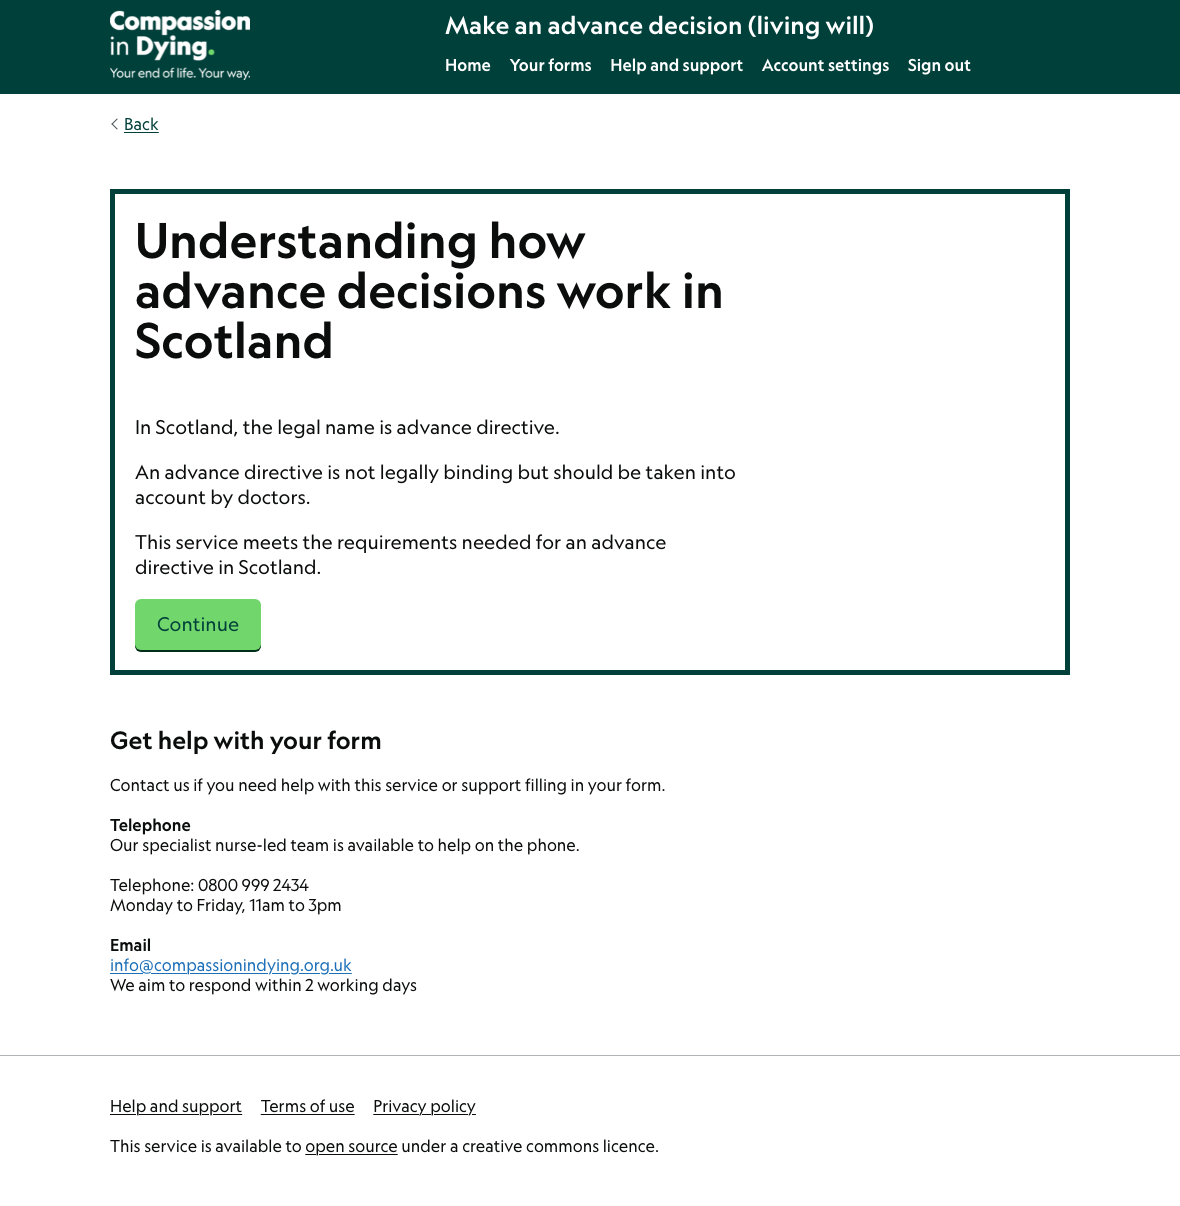 Compassion
in Dying.
Your end of life. Your way.
Make an advance decision (living will)
Home Your forms Help and support Account settings Sign out
Back
Understanding how
advance decisions work in
Scotland
In Scotland, the legal name is advance directive.
An advance directive is not legally binding but should be taken into
account by doctors.
This service meets the requirements needed for an advance
directive in Scotland.
Continue
Get help with your form
Contact us if you need help with this service or support filling in your form.
Telephone
Our specialist nurse-led team is available to help on the phone.
Telephone: 0800 999 2434
Monday to Friday, 11am to 3pm
Email
info@compassionindying.org.uk
We aim to respond within 2 working days
Help and support Terms of use Privacy policy
This service is available to open source under a creative commons licence.